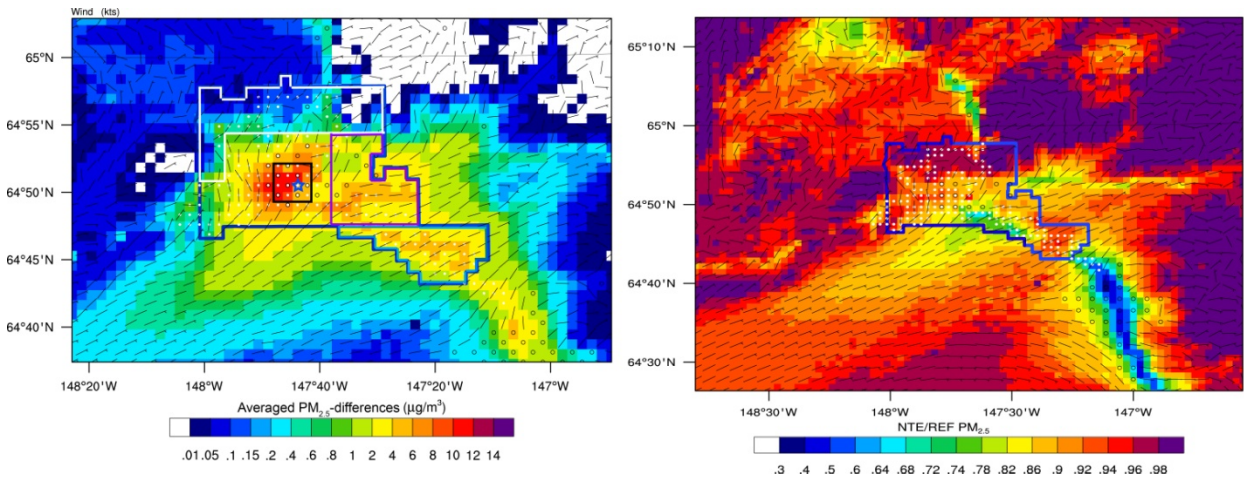 Wind (kts)
65°N
64°55'N
64°50'N
64°45'N
64°40'N
148°20'W 148°W 147°40'W 147°20'W 147°W
Averaged PM2.5-differences (µg/m3)
.01 .05 .1 .15 .2 .4 .6 .8 1 2 4 6 8 10 12 14
65°10'N
65°N
64°50'N
64°40'N
64°30'N
148°30'W 148°W 147°30'W 147°W
NTE/REF PM2.5
.3 .4 .5 .6 .64 .68 .72 .74 .78 .82 .86 .9 .92 .94 .96 .98